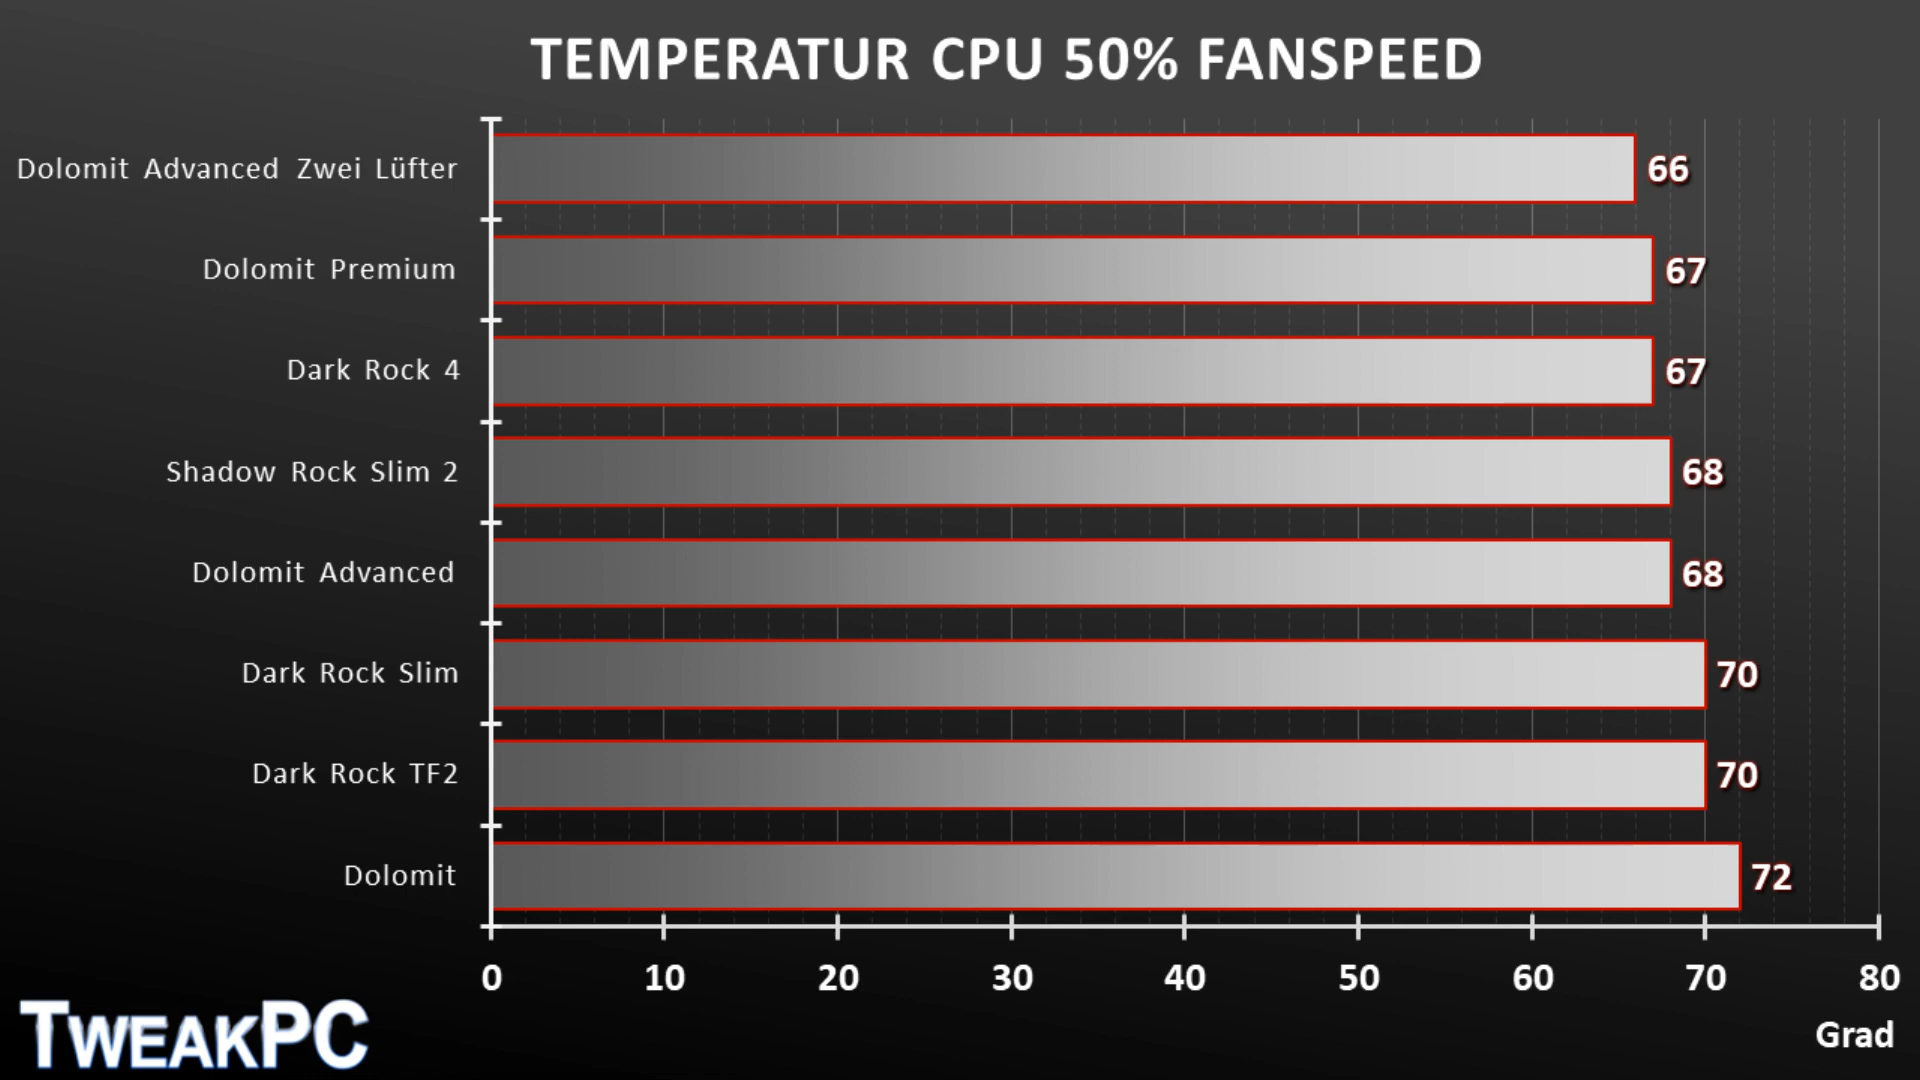 TEMPERATUR CPU 50% FANSPEED
Dolomit Advanced Zwei Lüfter 66
Dolomit Premium 67
Dark Rock 4 67
Shadow Rock Slim 2 68
Dolomit Advanced 68
Dark Rock Slim 70
Dark Rock TF2 70
Dolomit 72
0 10 20 30 40 50 60 70 80
Grad
TWEAKPC